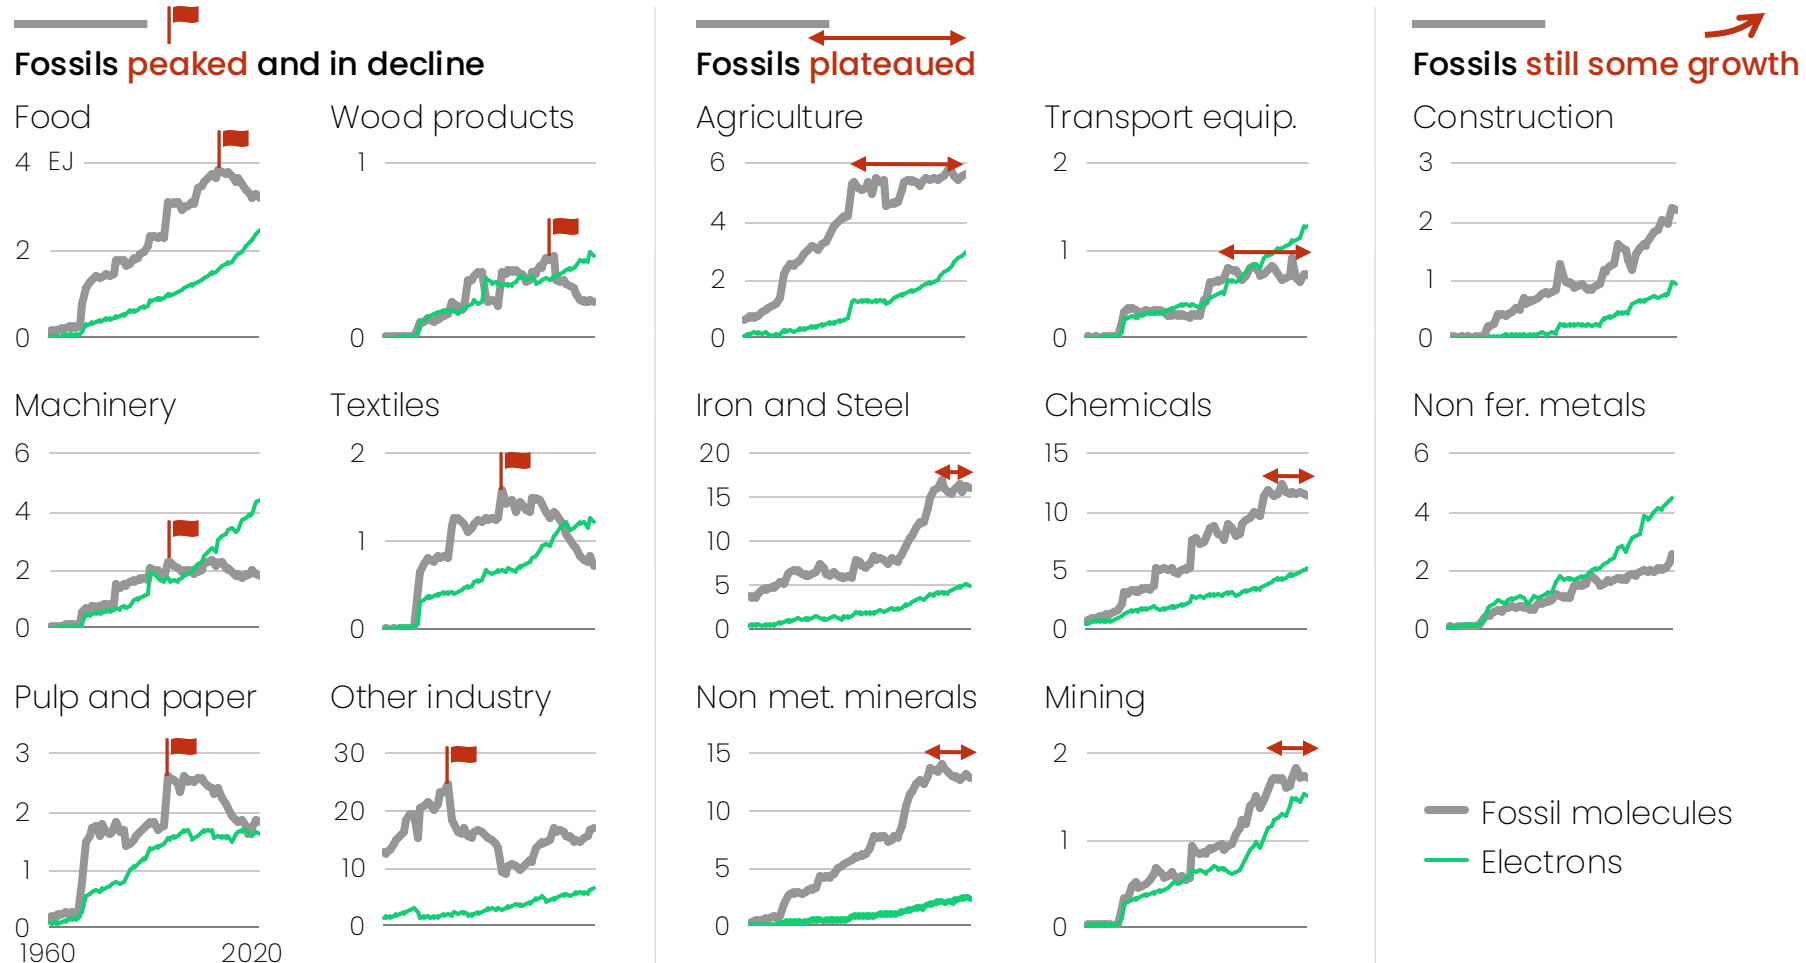 Fossils peaked and in decline
Food
4 EJ
2
0
Wood products
1
0
Machinery
6
4
2
0
Textiles
2
1
0
Pulp and paper
3
2
1
0
1960 2020
Other industry
30
20
10
0
Fossils plateaued
Agriculture
6
4
2
0
Transport equip.
2
1
0
Iron and Steel
20
15
10
5
0
Chemicals
15
10
5
0
Non met. minerals
15
10
5
0
Mining
2
1
0
Fossils still some growth
Construction
3
2
1
0
Non fer. metals
6
4
2
0
Fossil molecules
Electrons